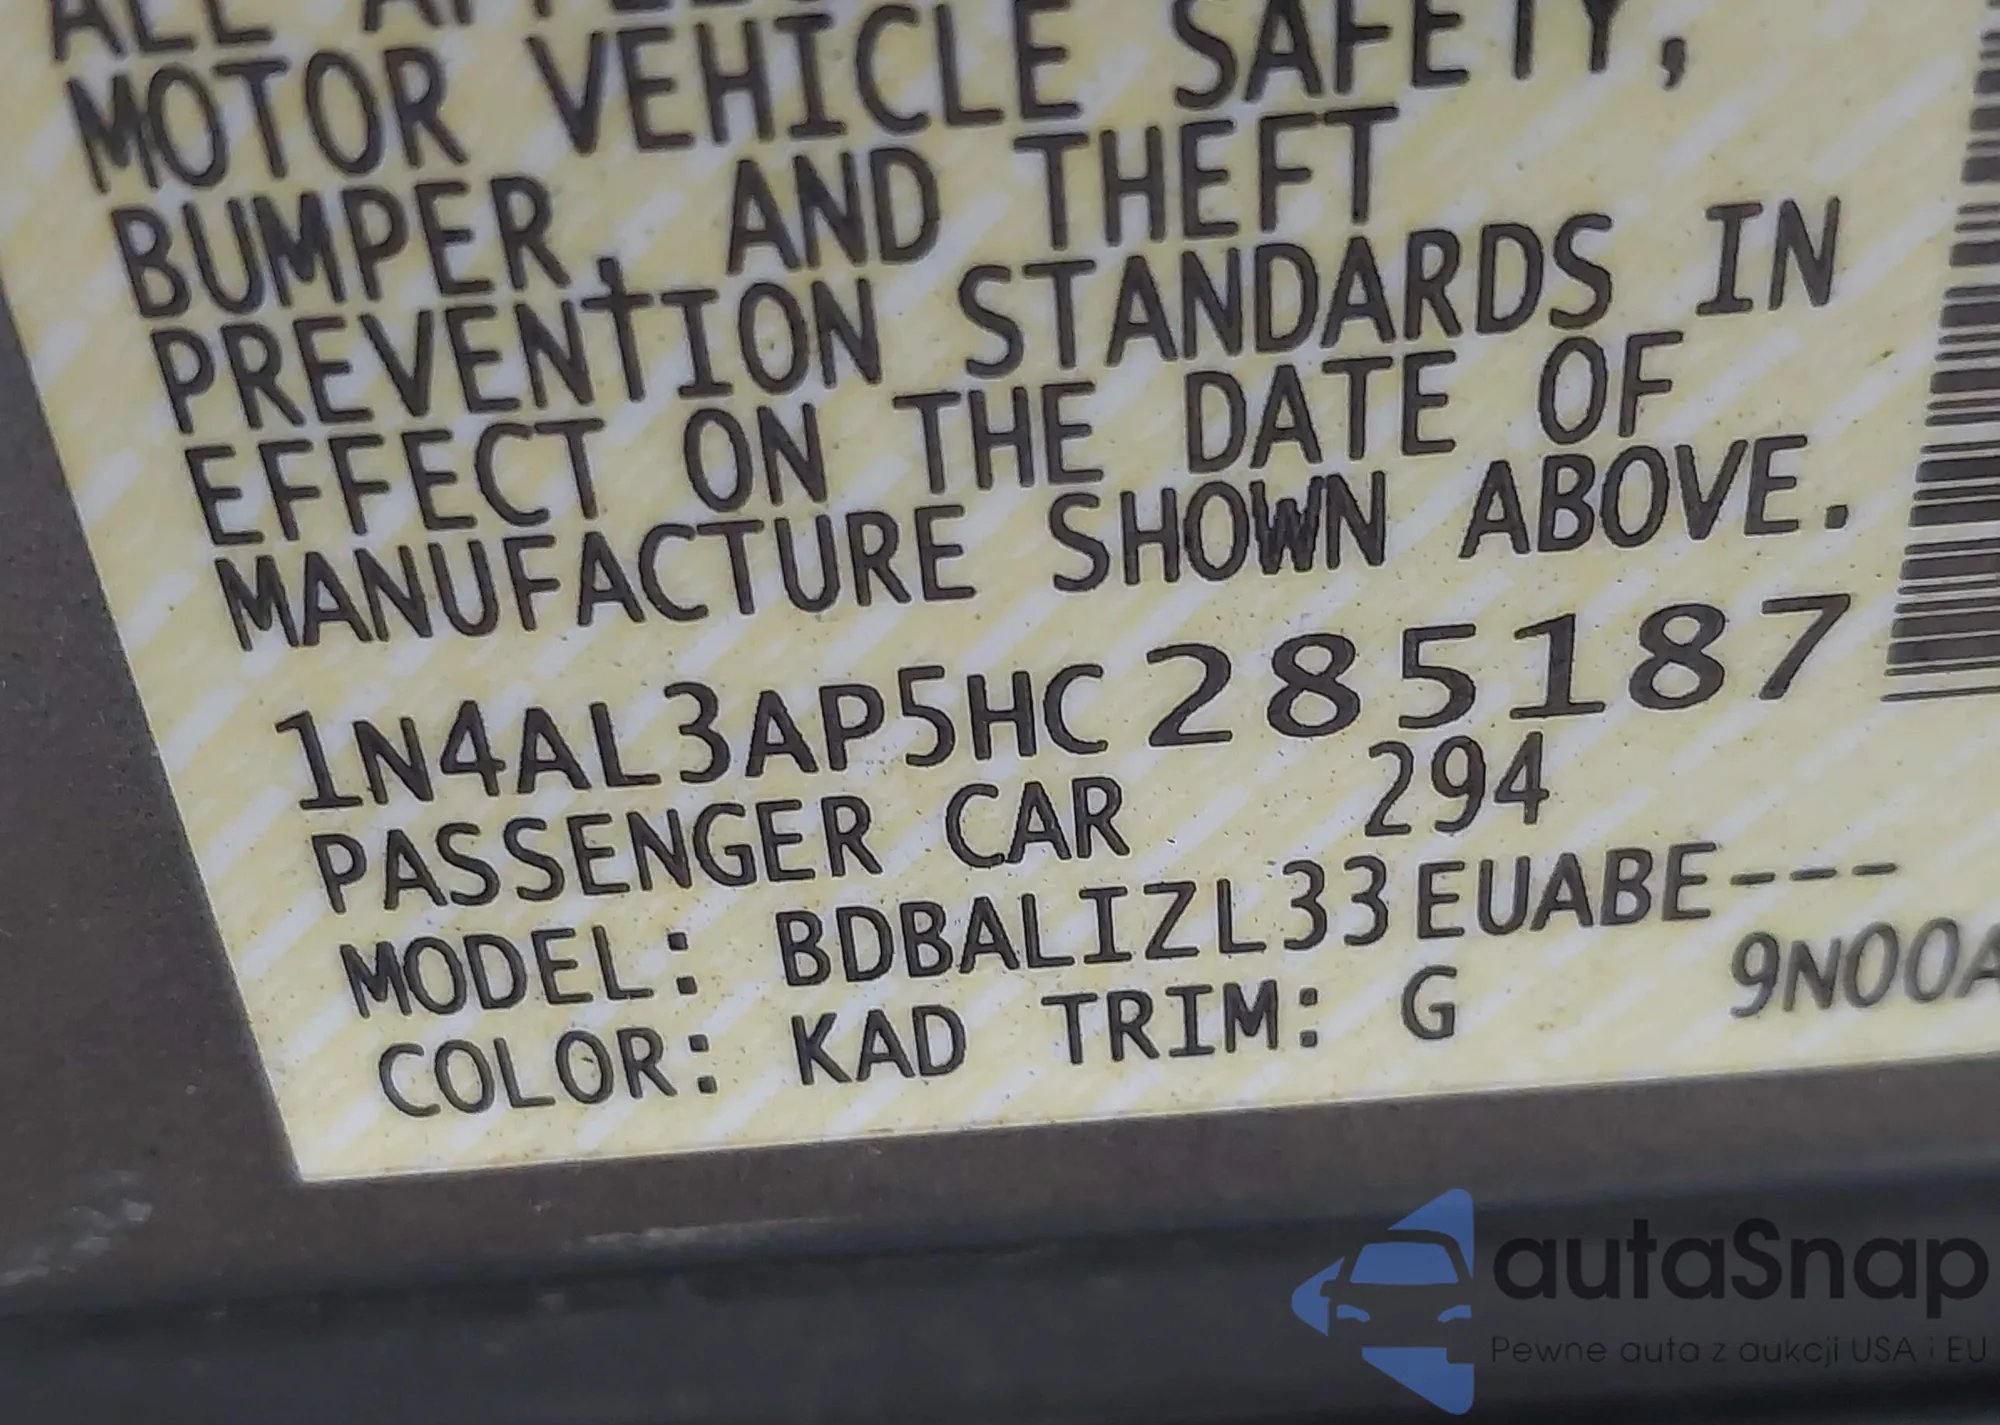 MOTOR VEHICLE SAFETY,
BUMPER, AND THEFT
PREVENTION STANDARDS IN
EFFECT ON THE DATE OF
MANUFACTURE SHOWN ABOVE.
1N4AL3AP5HC285187
PASSENGER CAR 294
MODEL: BDBALIZL33EUABE---
COLOR: KAD TRIM: G 9N00A
autaSnap
Pewne auta z aukcji USA i EU